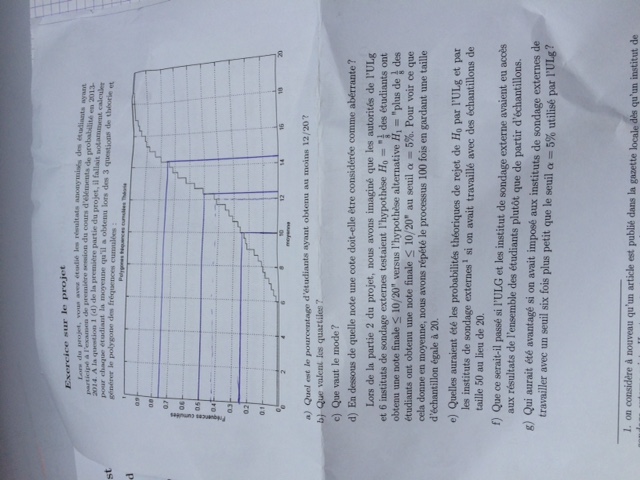 Exercice sur le projet
Lors du projet, vous avez étudié les résultats anonymisés des étudiants ayant
participé à l'examen de première session du cours d'éléments de probabilité en 2013-
2014. A la question 1 (d) de la première partie du projet, il fallait notamment calculer
pour chaque étudiant la moyenne qu'il a obtenu lors des 3 questions de théorie et
générer le polygone des fréquences cumulées :
st
d
Polygones fréquences cumulées Théorie
1
0.9
0.8
0.7
0.6
0.5
0.4
0.3
0.2
0.1
0
Fréquences cumulées
0 2 4 6 8 10 12 14 16 18 20
moyenne
a) Quel est le pourcentage d'étudiants ayant obtenu au moins 12/20 ?
b) Que valent les quartiles ?
c) Que vaut le mode ?
d) En dessous de quelle note une cote doit-elle être considérée comme aberrante ?
Lors de la partie 2 du projet, nous avons imaginé que les autorités de l'ULg
et 6 instituts de sondage externes testaient l'hypothèse H₀ = "1/8 des étudiants ont
obtenu une note finale ≤ 10/20" versus l'hypothèse alternative H₁ = "plus de 1/8 des
étudiants ont obtenu une note finale ≤ 10/20" au seuil α = 5%. Pour voir ce que
cela donne en moyenne, nous avons répété le processus 100 fois en gardant une taille
d'échantillon égale à 20.
e) Quelles auraient été les probabilités théoriques de rejet de H₀ par l'ULg et par
les instituts de sondage externes¹ si on avait travaillé avec des échantillons de
taille 50 au lieu de 20.
f) Que ce serait-il passé si l'ULG et les institut de sondage externe avaient eu accès
aux résultats de l'ensemble des étudiants plutôt que de partir d'échantillons.
g) Qui aurait été avantagé si on avait imposé aux instituts de sondage externes de
travailler avec un seuil six fois plus petit que le seuil α = 5% utilisé par l'ULg ?
1. on considère à nouveau qu'un article est publié dans la gazette locale dès qu'un institut de